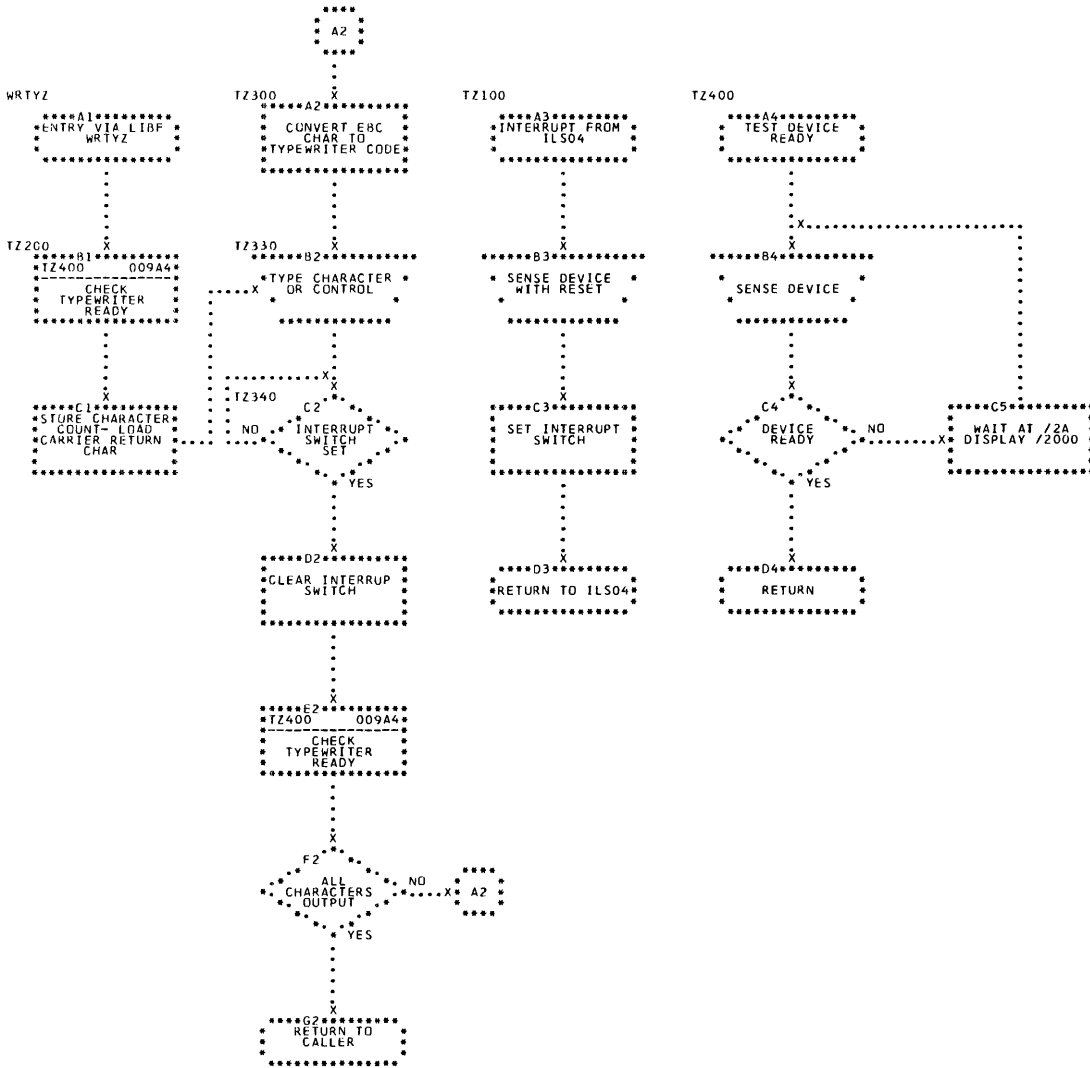 A2
WRTYZ
A1
ENTRY VIA LIBF
WRTYZ
TZ200
B1
TZ400 009A4
CHECK
TYPEWRITER
READY
C1
STORE CHARACTER
COUNT- LOAD
CARRIER RETURN
CHAR
TZ300
A2
CONVERT EBC
CHAR TO
TYPEWRITER CODE
TZ330
B2
TYPE CHARACTER
OR CONTROL
TZ340
C2
INTERRUPT
SWITCH
SET
NO
YES
D2
CLEAR INTERRUP
SWITCH
E2
TZ400 009A4
CHECK
TYPEWRITER
READY
F2
ALL
CHARACTERS
OUTPUT
NO
A2
YES
G2
RETURN TO
CALLER
TZ100
A3
INTERRUPT FROM
ILS04
B3
SENSE DEVICE
WITH RESET
C3
SET INTERRUPT
SWITCH
D3
RETURN TO ILS04
TZ400
A4
TEST DEVICE
READY
B4
SENSE DEVICE
C4
DEVICE
READY
NO
YES
C5
WAIT AT /2A
DISPLAY /2000
D4
RETURN